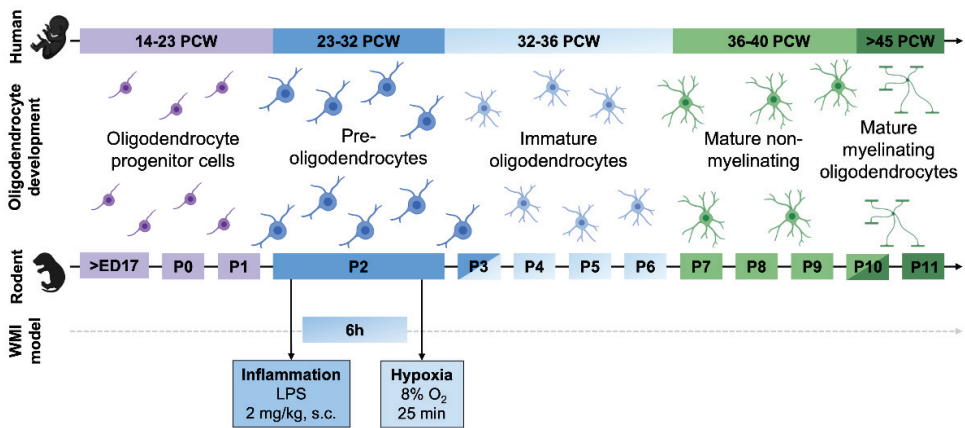 Human
14-23 PCW
23-32 PCW
32-36 PCW
36-40 PCW
>45 PCW
Oligodendrocyte
development
Oligodendrocyte
progenitor cells
Pre-
oligodendrocytes
Immature
oligodendrocytes
Mature non-
myelinating
Mature
myelinating
oligodendrocytes
Rodent
>ED17
P0
P1
P2
P3
P4
P5
P6
P7
P8
P9
P10
P11
WMI
model
6h
Inflammation
LPS
2 mg/kg, s.c.
Hypoxia
8% O₂
25 min